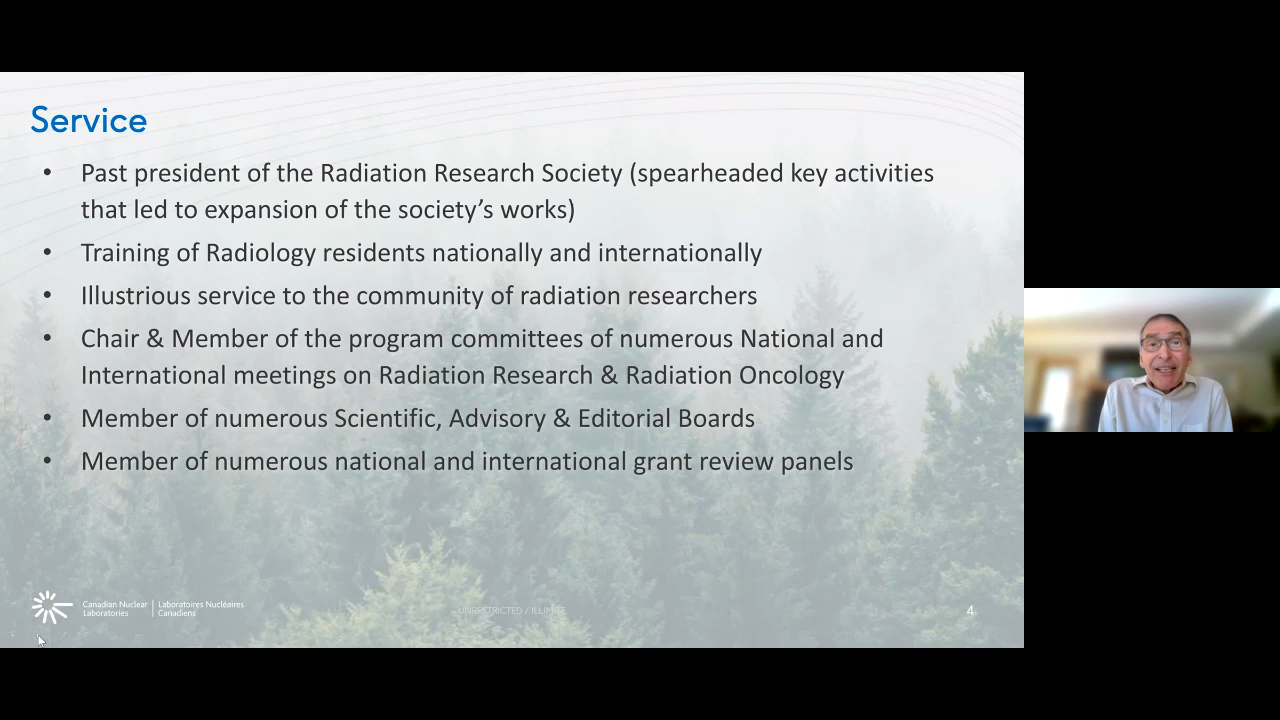 Service
• Past president of the Radiation Research Society (spearheaded key activities
that led to expansion of the society's works)
• Training of Radiology residents nationally and internationally
• Illustrious service to the community of radiation researchers
• Chair & Member of the program committees of numerous National and
International meetings on Radiation Research & Radiation Oncology
• Member of numerous Scientific, Advisory & Editorial Boards
• Member of numerous national and international grant review panels
Canadian Nuclear | Laboratoires Nucléaires
Laboratories | Canadiens
UNRESTRICTED / ILLIMITÉ
4